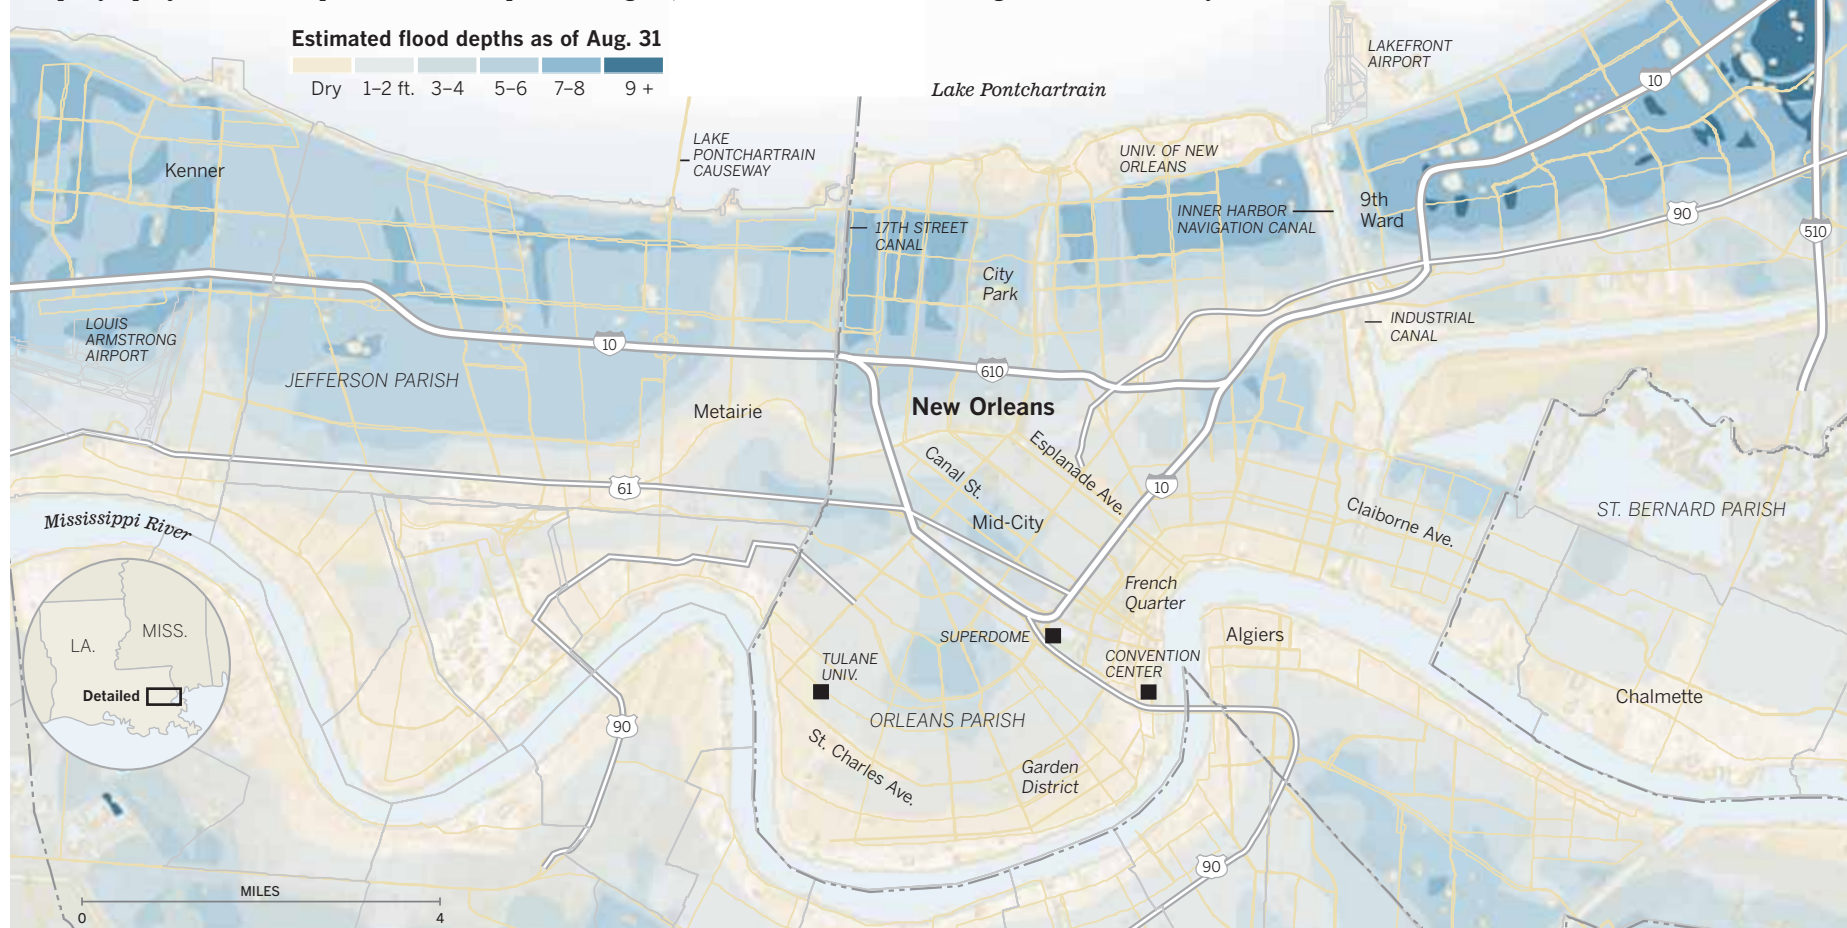 Estimated flood depths as of Aug. 31
Dry 1–2 ft. 3–4 5–6 7–8 9 +
Lake Pontchartrain
LAKEFRONT
AIRPORT
10
LAKE
PONTCHARTRAIN
CAUSEWAY
UNIV. OF NEW
ORLEANS
Kenner
INNER HARBOR
NAVIGATION CANAL
9th
Ward
90
510
17TH STREET
CANAL
City
Park
LOUIS
ARMSTRONG
AIRPORT
INDUSTRIAL
CANAL
10
610
JEFFERSON PARISH
Metairie
New Orleans
Canal St.
Esplanade Ave.
10
61
Mid-City
Claiborne Ave.
ST. BERNARD PARISH
Mississippi River
French
Quarter
LA.
MISS.
Detailed
SUPERDOME
Algiers
TULANE
UNIV.
CONVENTION
CENTER
Chalmette
90
ORLEANS PARISH
St. Charles Ave.
Garden
District
90
MILES
0 4